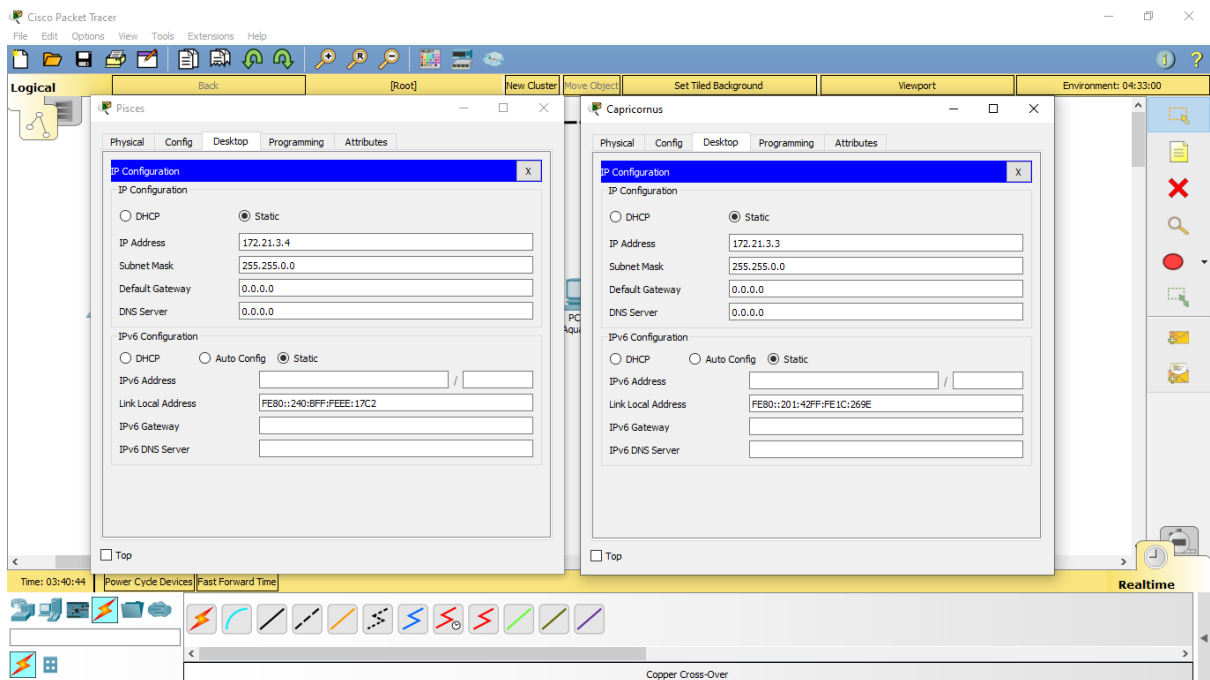 Cisco Packet Tracer
File Edit Options View Tools Extensions Help
Logical Back [Root] New Cluster Move Object Set Tiled Background Viewport Environment: 04:33:00
Pisces
Physical Config Desktop Programming Attributes
IP Configuration X
IP Configuration
DHCP Static
IP Address 172.21.3.4
Subnet Mask 255.255.0.0
Default Gateway 0.0.0.0
DNS Server 0.0.0.0
IPv6 Configuration
DHCP Auto Config Static
IPv6 Address /
Link Local Address FE80::240:BFF:FEEE:17C2
IPv6 Gateway
IPv6 DNS Server
Top
Capricornus
Physical Config Desktop Programming Attributes
IP Configuration X
IP Configuration
DHCP Static
IP Address 172.21.3.3
Subnet Mask 255.255.0.0
Default Gateway 0.0.0.0
DNS Server 0.0.0.0
IPv6 Configuration
DHCP Auto Config Static
IPv6 Address /
Link Local Address FE80::201:42FF:FE1C:269E
IPv6 Gateway
IPv6 DNS Server
Top
PC
Aqua
Time: 03:40:44 Power Cycle Devices Fast Forward Time Realtime
Copper Cross-Over